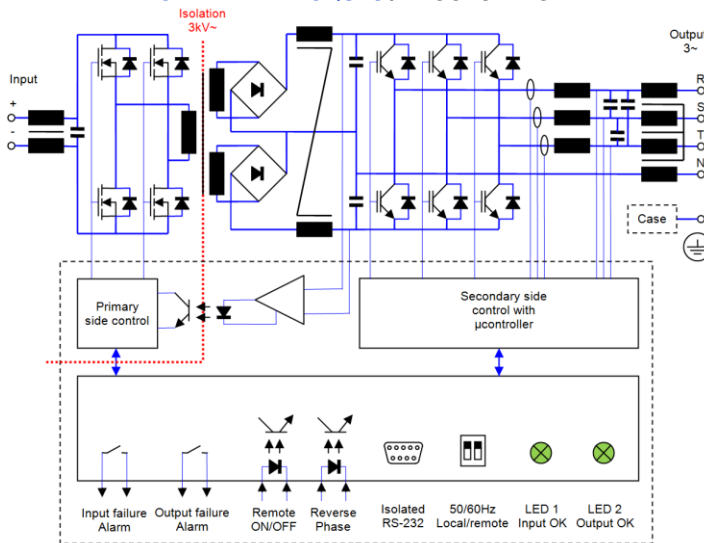 Isolation
3kV~
Output
3~
Input
+
-
R
S
T
N
Case
Primary
side control
Secondary side
control with
µcontroller
Input failure
Alarm
Output failure
Alarm
Remote
ON/OFF
Reverse
Phase
Isolated
RS-232
50/60Hz
Local/remote
LED 1
Input OK
LED 2
Output OK